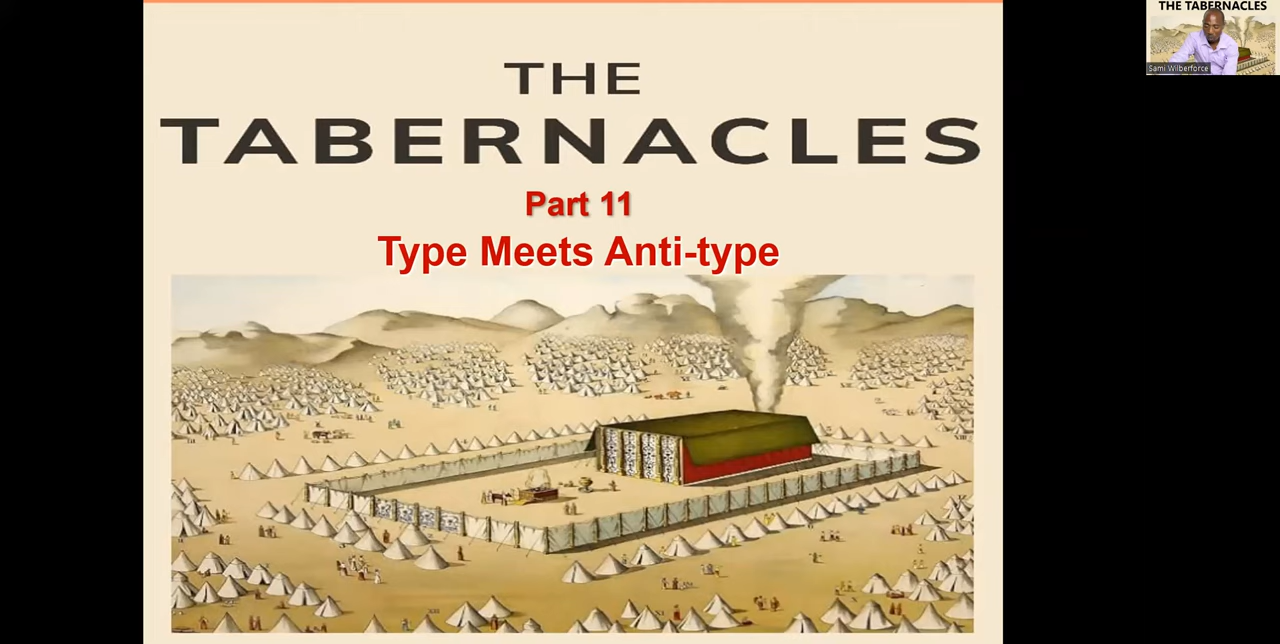 THE
TABERNACLES
Part 11
Type Meets Anti-type
THE TABERNACLES
Sami Wilberforce